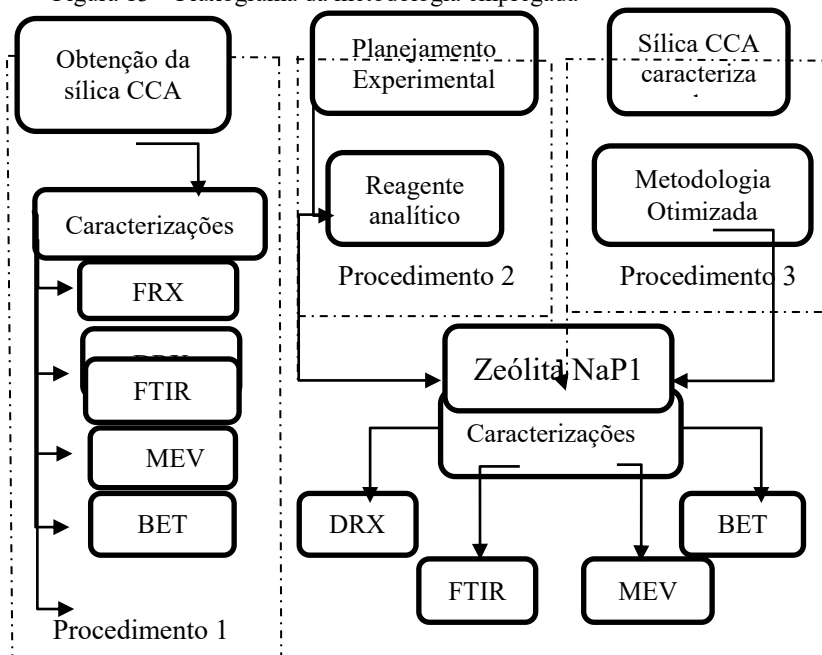 Obtenção da
sílica CCA
Caracterizações
FRX
FTIR
MEV
BET
Procedimento 1
Planejamento
Experimental
Reagente
analítico
Procedimento 2
Sílica CCA
caracteriza
Metodologia
Otimizada
Procedimento 3
Zeólita NaP1
Caracterizações
DRX
FTIR
MEV
BET